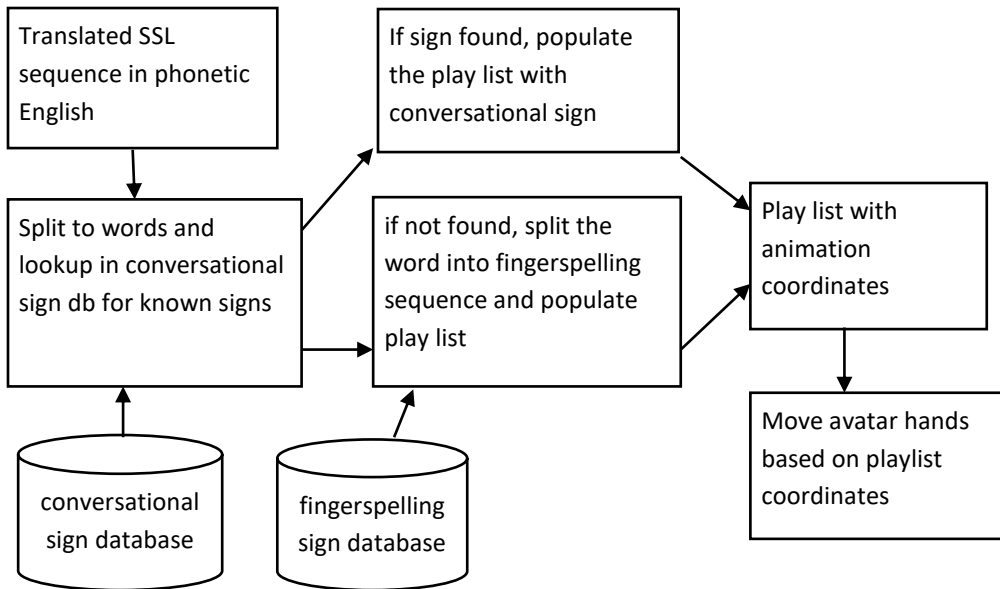 Translated SSL
sequence in phonetic
English
If sign found, populate
the play list with
conversational sign
Split to words and
lookup in conversational
sign db for known signs
if not found, split the
word into fingerspelling
sequence and populate
play list
Play list with
animation
coordinates
Move avatar hands
based on playlist
coordinates
conversational
sign database
fingerspelling
sign database